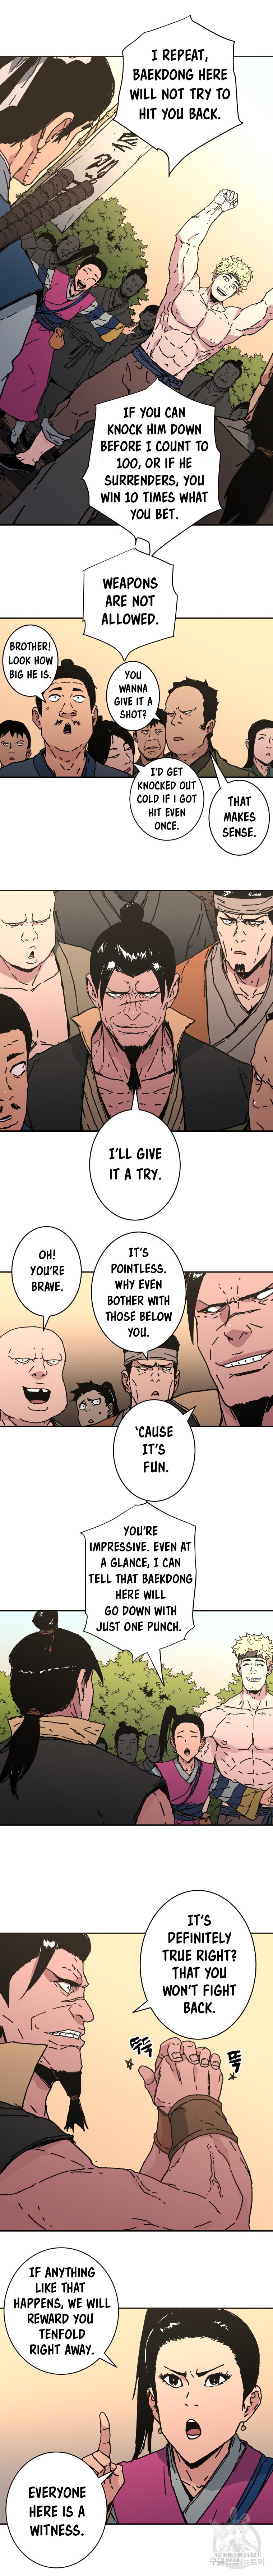 I REPEAT,
BAEKDONG HERE
WILL NOT TRY TO
HIT YOU BACK.
IF YOU CAN
KNOCK HIM DOWN
BEFORE I COUNT TO
100, OR IF HE
SURRENDERS, YOU
WIN 10 TIMES WHAT
YOU BET.
WEAPONS
ARE NOT
ALLOWED.
BROTHER!
LOOK HOW
BIG HE IS.
YOU
WANNA
GIVE IT A
SHOT?
I'D GET
KNOCKED OUT
COLD IF I GOT
HIT EVEN
ONCE.
THAT
MAKES
SENSE.
I'LL GIVE
IT A TRY.
OH!
YOU'RE
BRAVE.
IT'S
POINTLESS.
WHY EVEN
BOTHER WITH
THOSE BELOW
YOU.
'CAUSE
IT'S
FUN.
YOU'RE
IMPRESSIVE. EVEN AT
A GLANCE, I CAN
TELL THAT BAEKDONG
HERE WILL
GO DOWN WITH
JUST ONE PUNCH.
IT'S
DEFINITELY
TRUE RIGHT?
THAT YOU
WON'T FIGHT
BACK.
뚝
뚝
IF ANYTHING
LIKE THAT
HAPPENS, WE WILL
REWARD YOU
TENFOLD
RIGHT AWAY.
EVERYONE
HERE IS A
WITNESS.